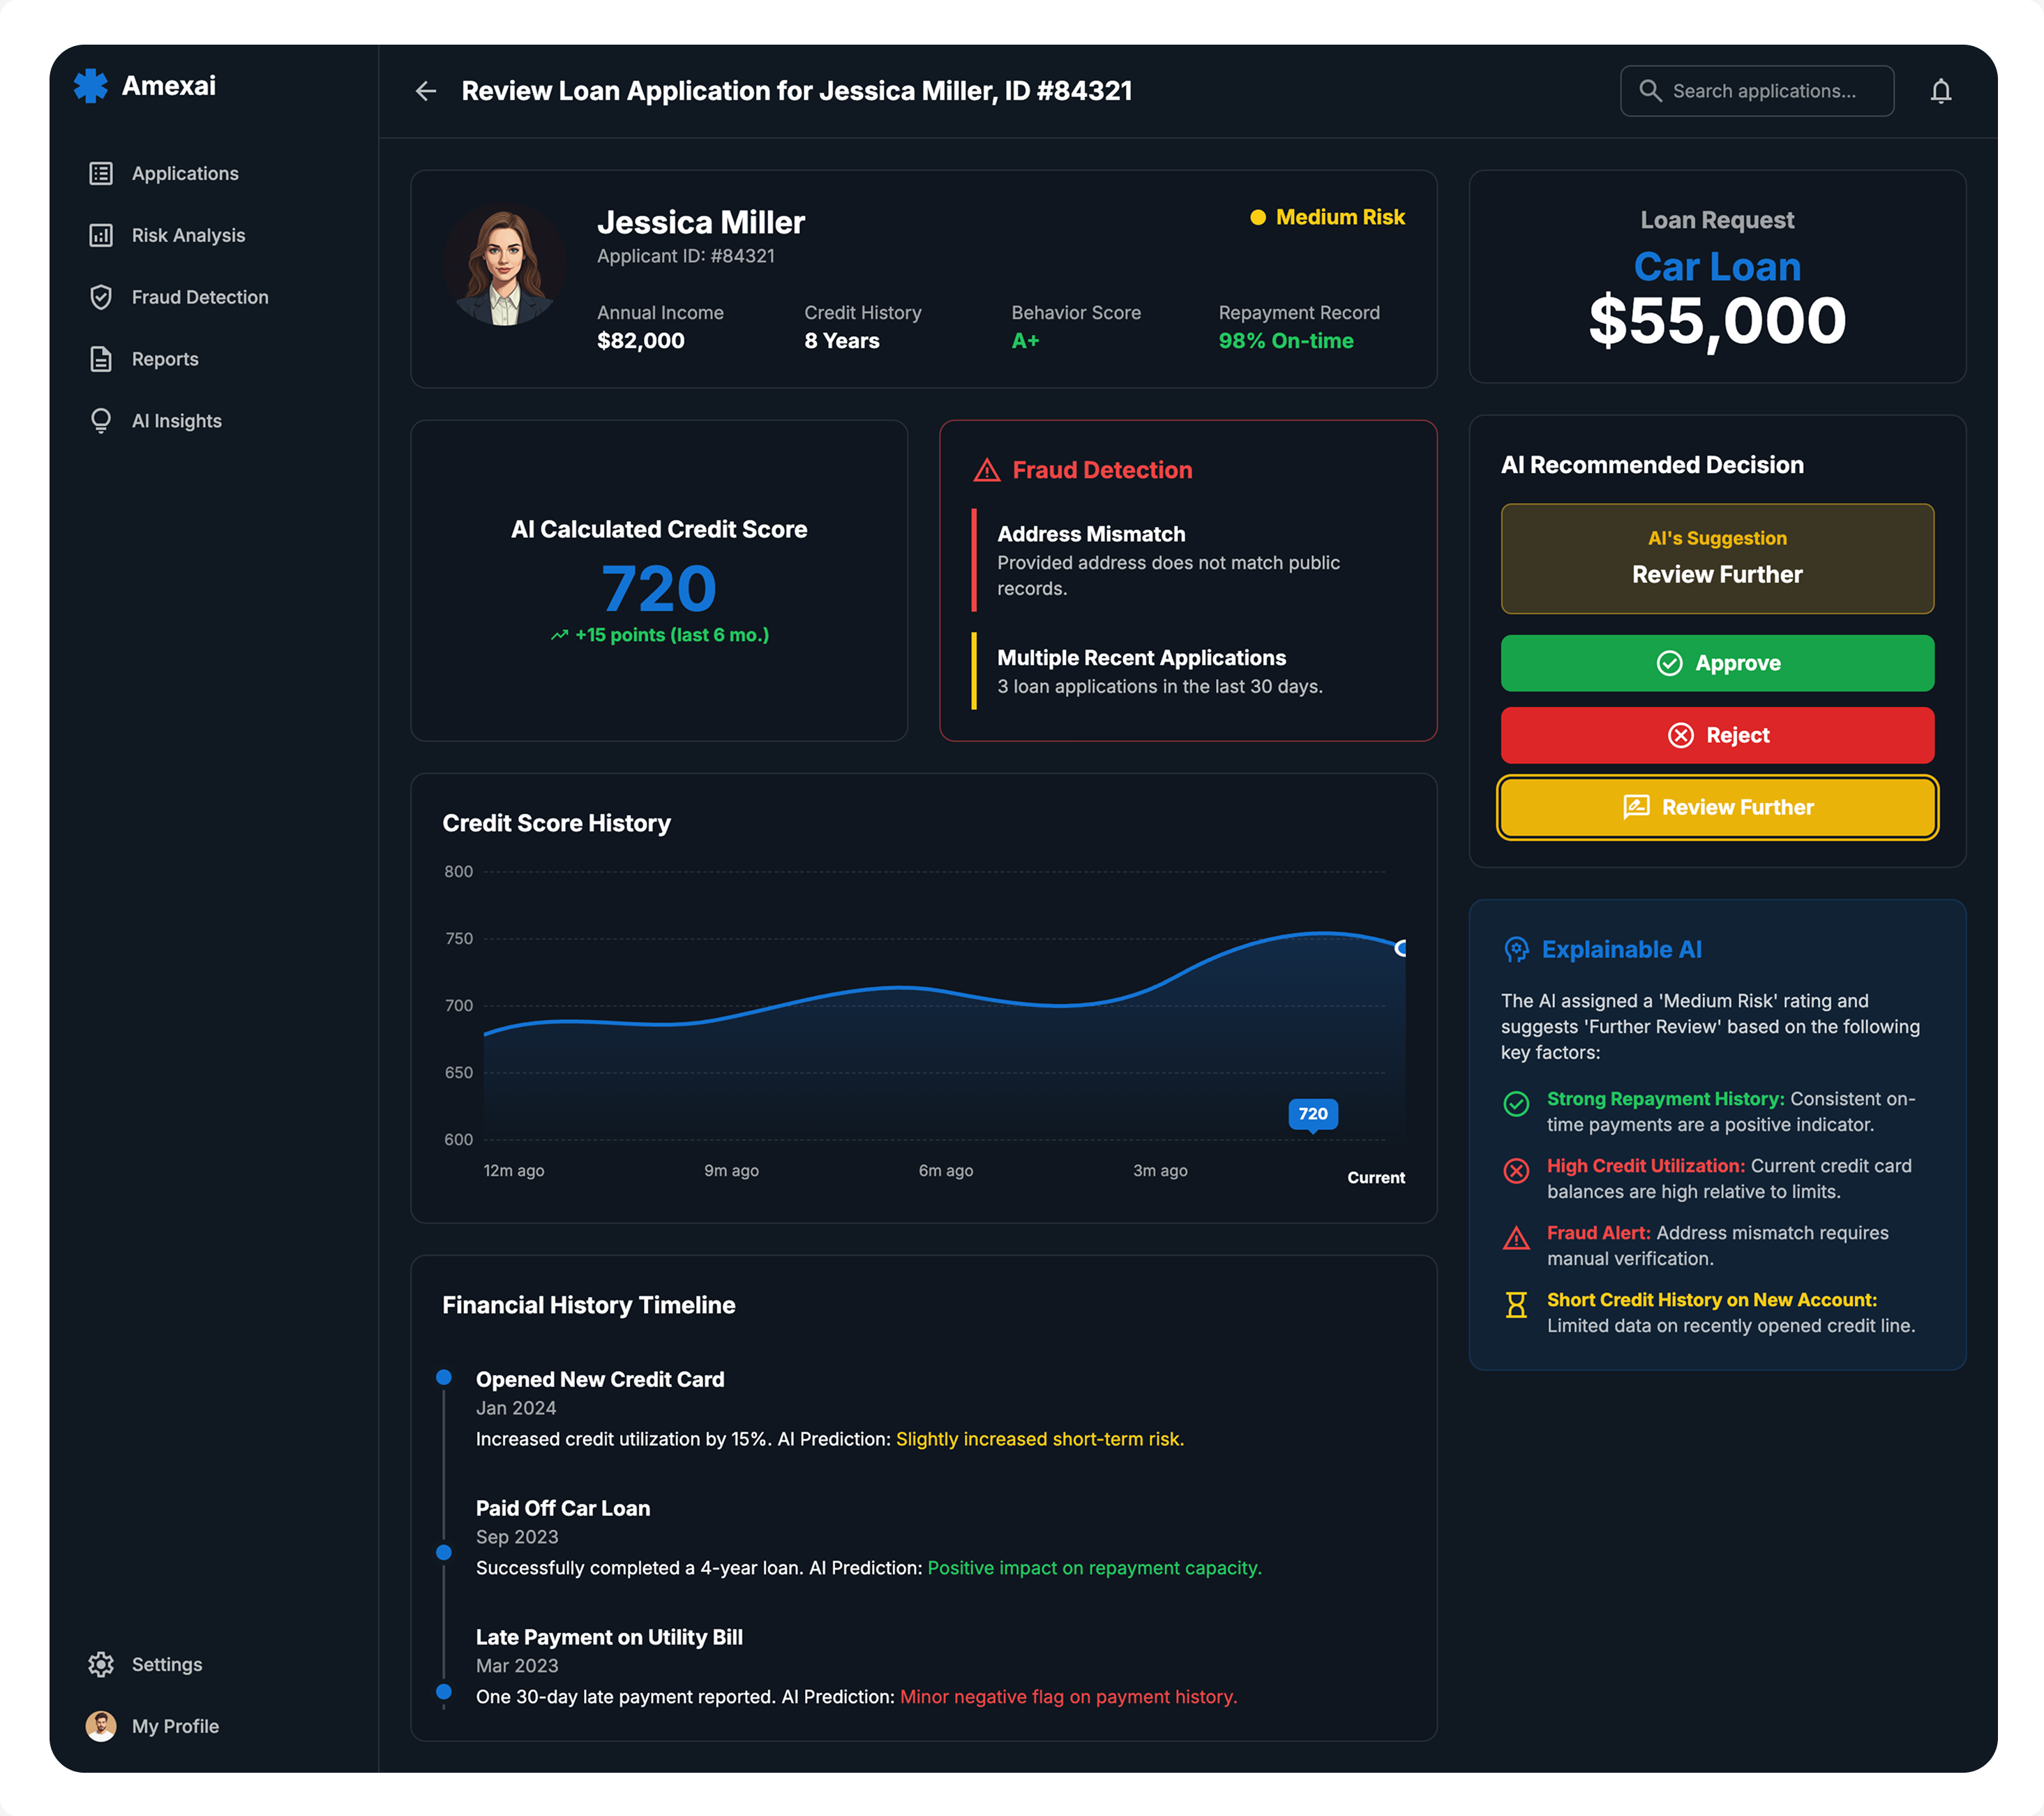 Amexai
Applications
Risk Analysis
Fraud Detection
Reports
AI Insights
Settings
My Profile
Review Loan Application for Jessica Miller, ID #84321
Search applications...
Jessica Miller
Applicant ID: #84321
Medium Risk
Annual Income
$82,000
Credit History
8 Years
Behavior Score
A+
Repayment Record
98% On-time
Loan Request
Car Loan
$55,000
AI Calculated Credit Score
720
+15 points (last 6 mo.)
Fraud Detection
Address Mismatch
Provided address does not match public
records.
Multiple Recent Applications
3 loan applications in the last 30 days.
AI Recommended Decision
AI's Suggestion
Review Further
Approve
Reject
Review Further
Credit Score History
800
750
700
650
600
720
12m ago
9m ago
6m ago
3m ago
Current
Explainable AI
The AI assigned a 'Medium Risk' rating and
suggests 'Further Review' based on the following
key factors:
Strong Repayment History: Consistent on-
time payments are a positive indicator.
High Credit Utilization: Current credit card
balances are high relative to limits.
Fraud Alert: Address mismatch requires
manual verification.
Short Credit History on New Account:
Limited data on recently opened credit line.
Financial History Timeline
Opened New Credit Card
Jan 2024
Increased credit utilization by 15%. AI Prediction: Slightly increased short-term risk.
Paid Off Car Loan
Sep 2023
Successfully completed a 4-year loan. AI Prediction: Positive impact on repayment capacity.
Late Payment on Utility Bill
Mar 2023
One 30-day late payment reported. AI Prediction: Minor negative flag on payment history.